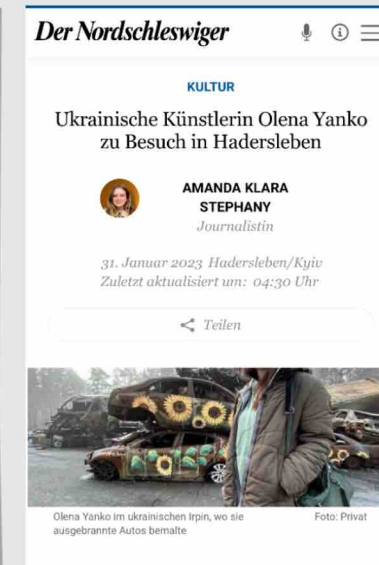 Der Nordschleswiger
KULTUR
Ukrainische Künstlerin Olena Yanko
zu Besuch in Hadersleben
AMANDA KLARA
STEPHANY
Journalistin
31. Januar 2023 Hadersleben/Kyiv
Zuletzt aktualisiert um: 04:30 Uhr
Teilen
Olena Yanko im ukrainischen Irpin, wo sie
ausgebrannte Autos bemalte
Foto: Privat